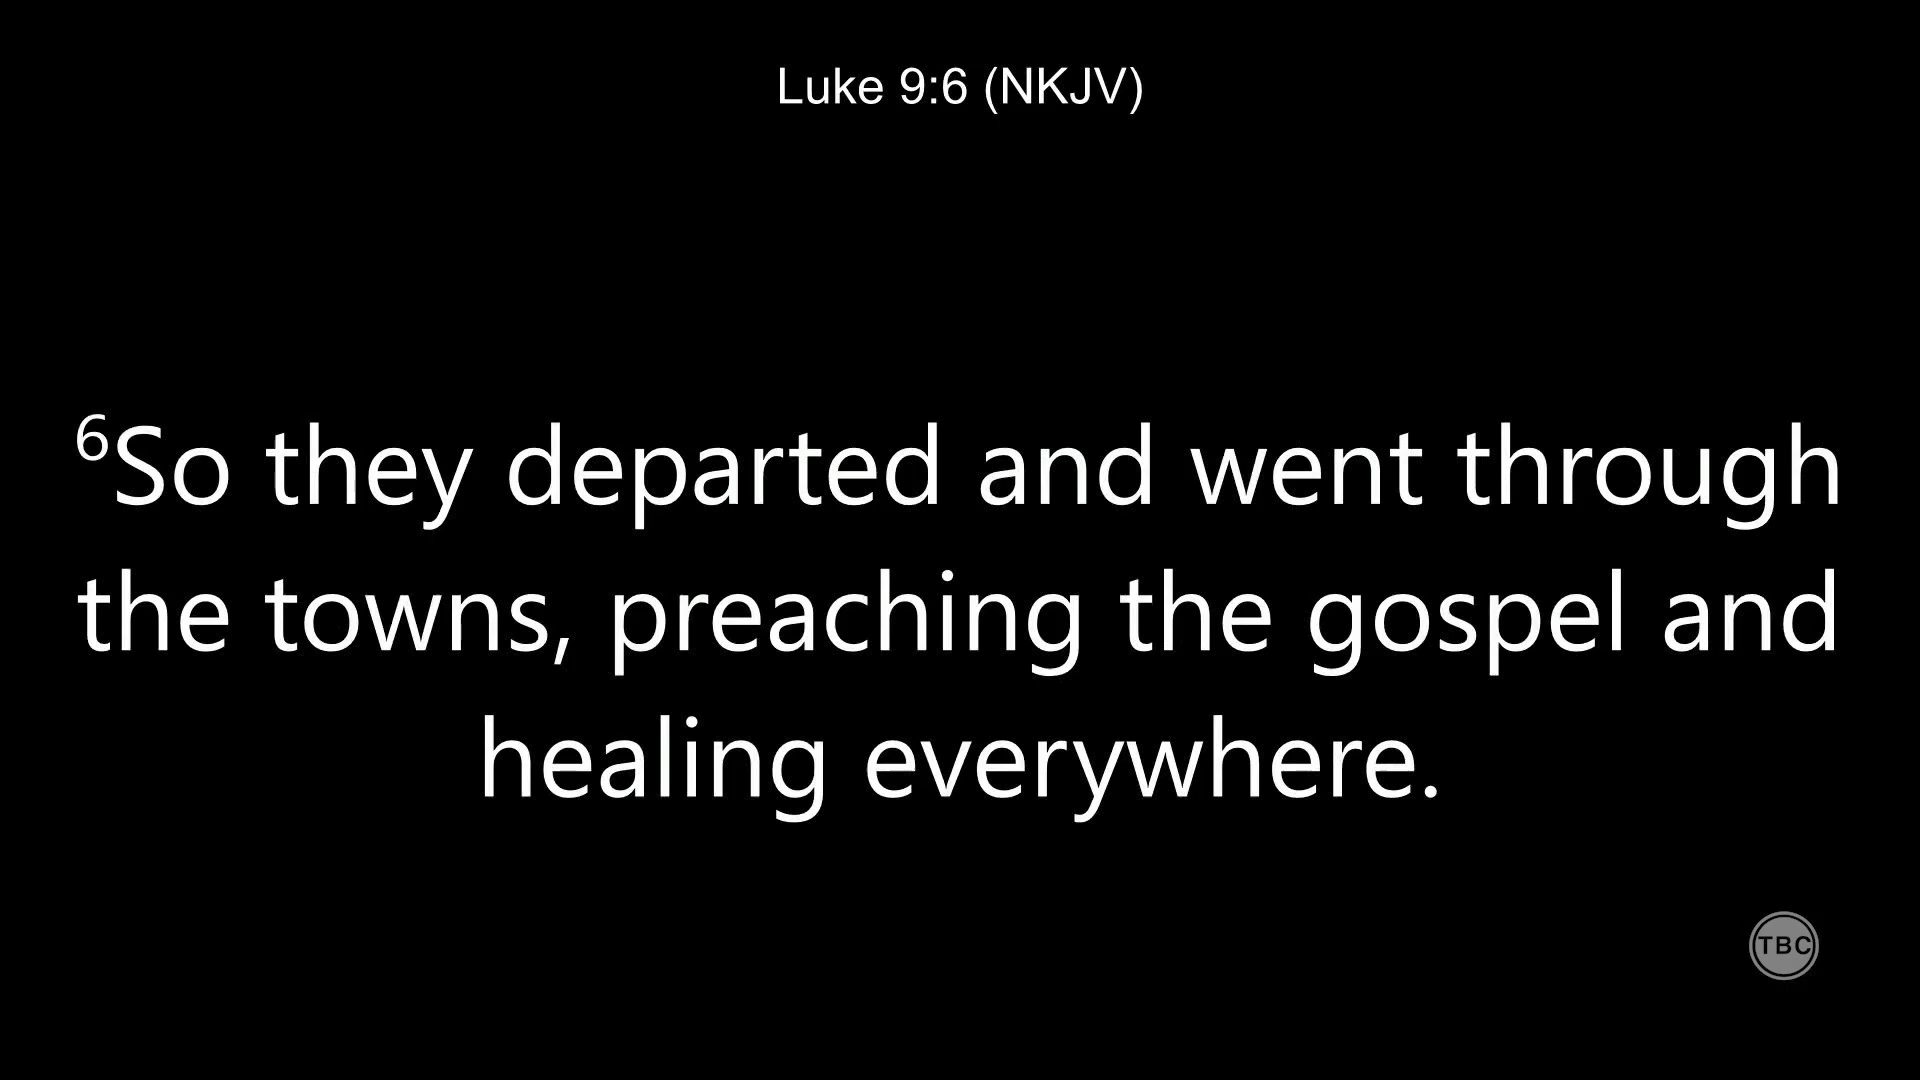 Luke 9:6 (NKJV)
⁶So they departed and went through
the towns, preaching the gospel and
healing everywhere.
TBC